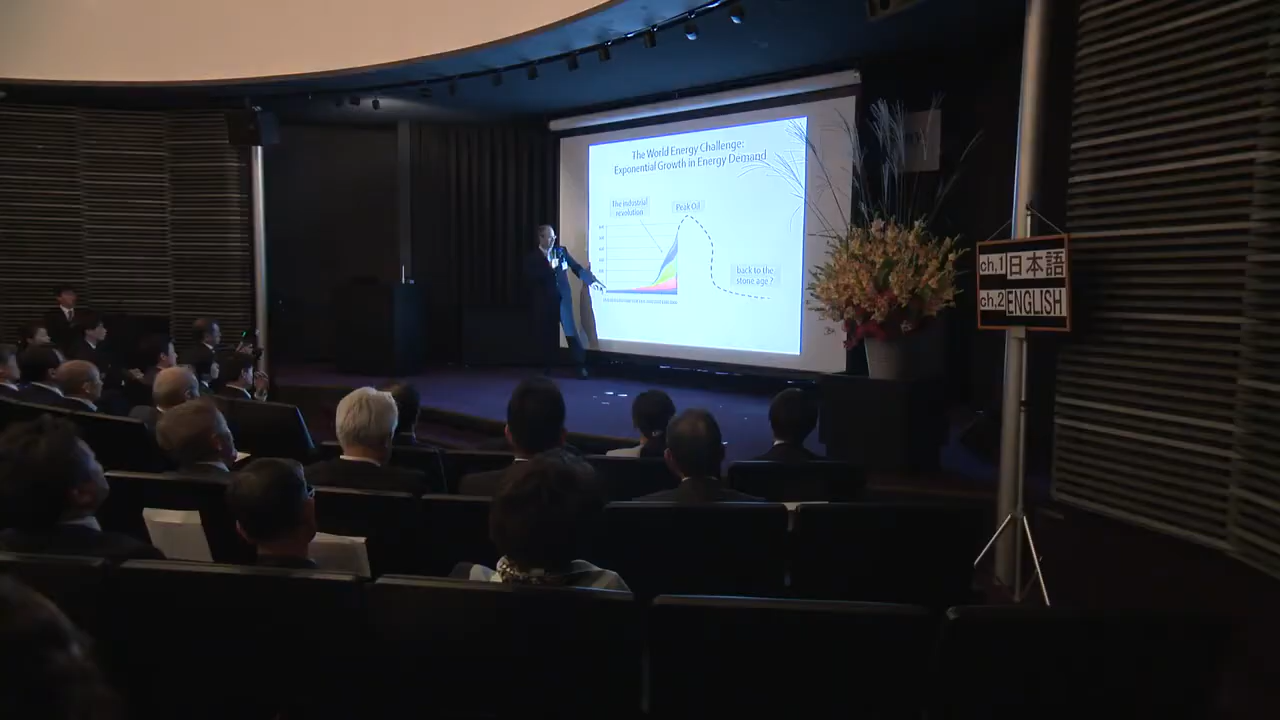 The World Energy Challenge:
Exponential Growth in Energy Demand
The industrial
revolution
Peak Oil
back to the
stone age ?
ch,1 日本語
ch,2 ENGLISH